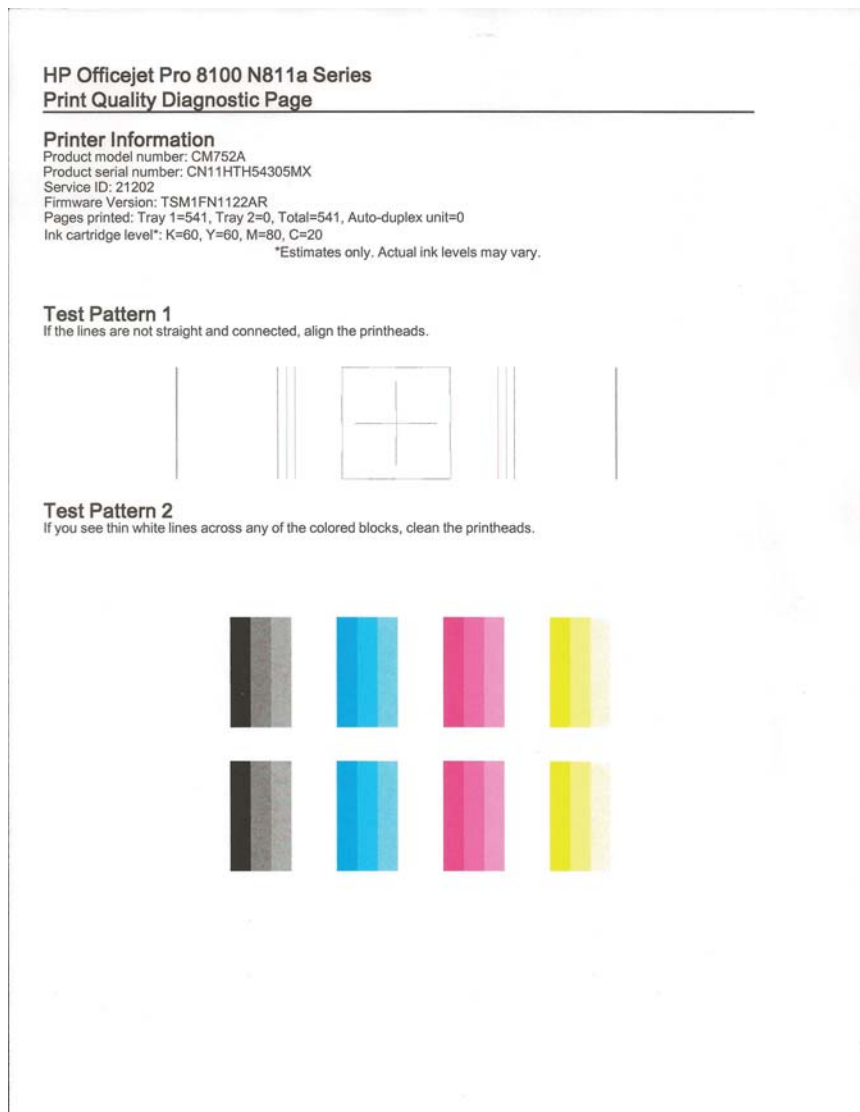 HP Officejet Pro 8100 N811a Series
Print Quality Diagnostic Page
Printer Information
Product model number: CM752A
Product serial number: CN11HTH54305MX
Service ID: 21202
Firmware Version: TSM1FN1122AR
Pages printed: Tray 1=541, Tray 2=0, Total=541, Auto-duplex unit=0
Ink cartridge level*: K=60, Y=60, M=80, C=20
*Estimates only. Actual ink levels may vary.
Test Pattern 1
If the lines are not straight and connected, align the printheads.
Test Pattern 2
If you see thin white lines across any of the colored blocks, clean the printheads.